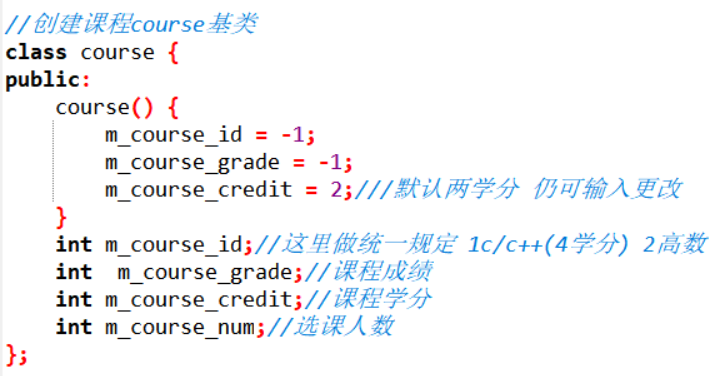 //创建课程course基类
class course {
public:
    course() {
        m_course_id = -1;
        m_course_grade = -1;
        m_course_credit = 2;///默认两学分 仍可输入更改
    }
    int m_course_id;//这里做统一规定 1c/c++(4学分) 2高数
    int  m_course_grade;//课程成绩
    int m_course_credit;//课程学分
    int m_course_num;//选课人数
};